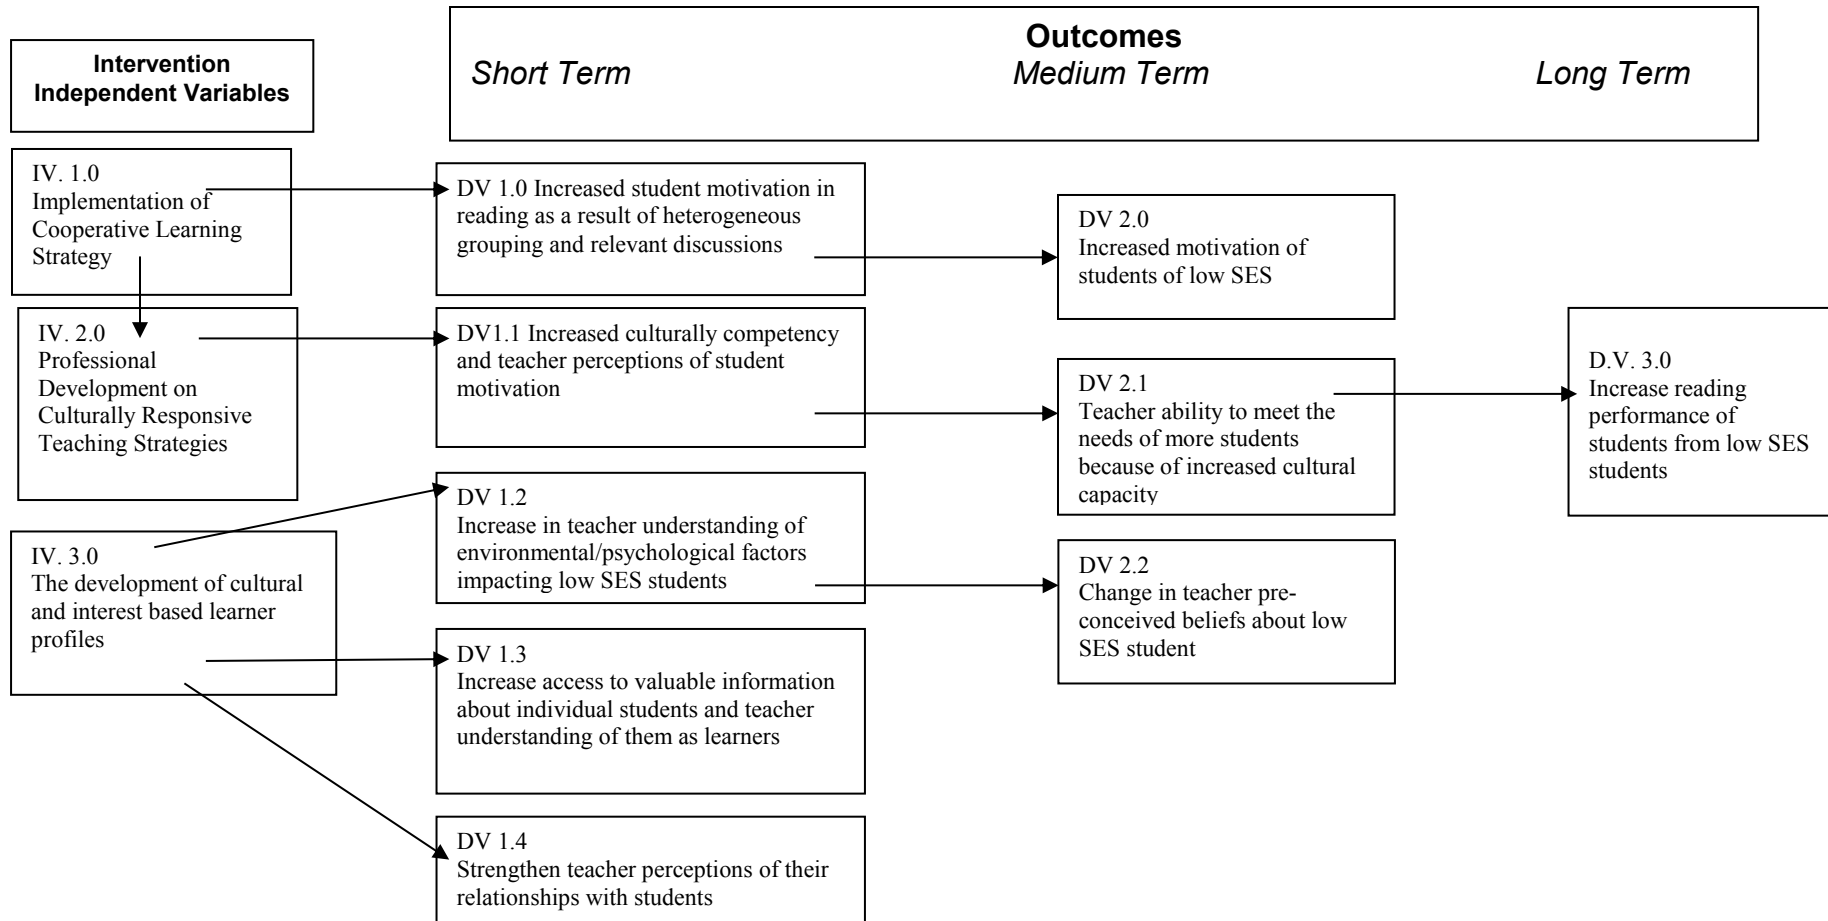 Intervention
Independent Variables
Outcomes
Short Term
Medium Term
Long Term
IV. 1.0
Implementation of
Cooperative Learning
Strategy
IV. 2.0
Professional
Development on
Culturally Responsive
Teaching Strategies
IV. 3.0
The development of cultural
and interest based learner
profiles
DV 1.0 Increased student motivation in
reading as a result of heterogeneous
grouping and relevant discussions
DV1.1 Increased culturally competency
and teacher perceptions of student
motivation
DV 1.2
Increase in teacher understanding of
environmental/psychological factors
impacting low SES students
DV 1.3
Increase access to valuable information
about individual students and teacher
understanding of them as learners
DV 1.4
Strengthen teacher perceptions of their
relationships with students
DV 2.0
Increased motivation of
students of low SES
DV 2.1
Teacher ability to meet the
needs of more students
because of increased cultural
capacity
DV 2.2
Change in teacher pre-
conceived beliefs about low
SES student
D.V. 3.0
Increase reading
performance of
students from low SES
students